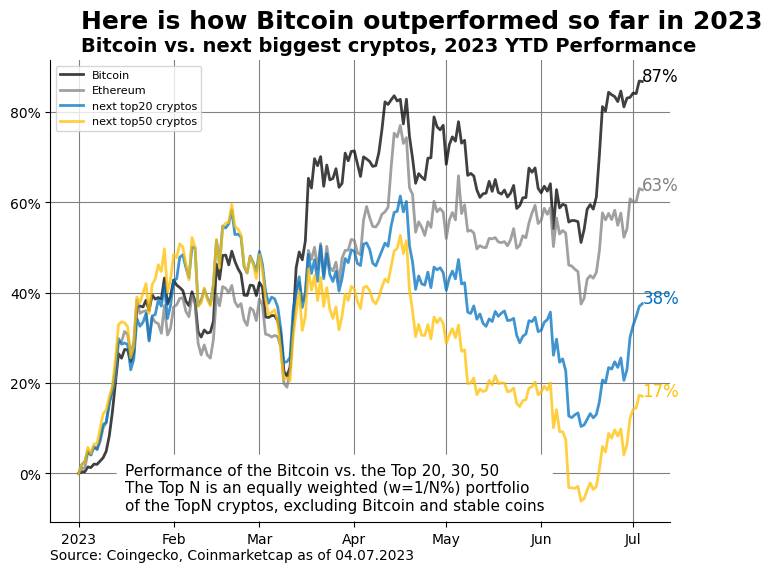 Here is how Bitcoin outperformed so far in 2023
Bitcoin vs. next biggest cryptos, 2023 YTD Performance
Bitcoin
Ethereum
next top20 cryptos
next top50 cryptos
87%
80%
63%
60%
40%
38%
20%
17%
0%
Performance of the Bitcoin vs. the Top 20, 30, 50
The Top N is an equally weighted (w=1/N%) portfolio
of the TopN cryptos, excluding Bitcoin and stable coins
2023 Feb Mar Apr May Jun Jul
Source: Coingecko, Coinmarketcap as of 04.07.2023